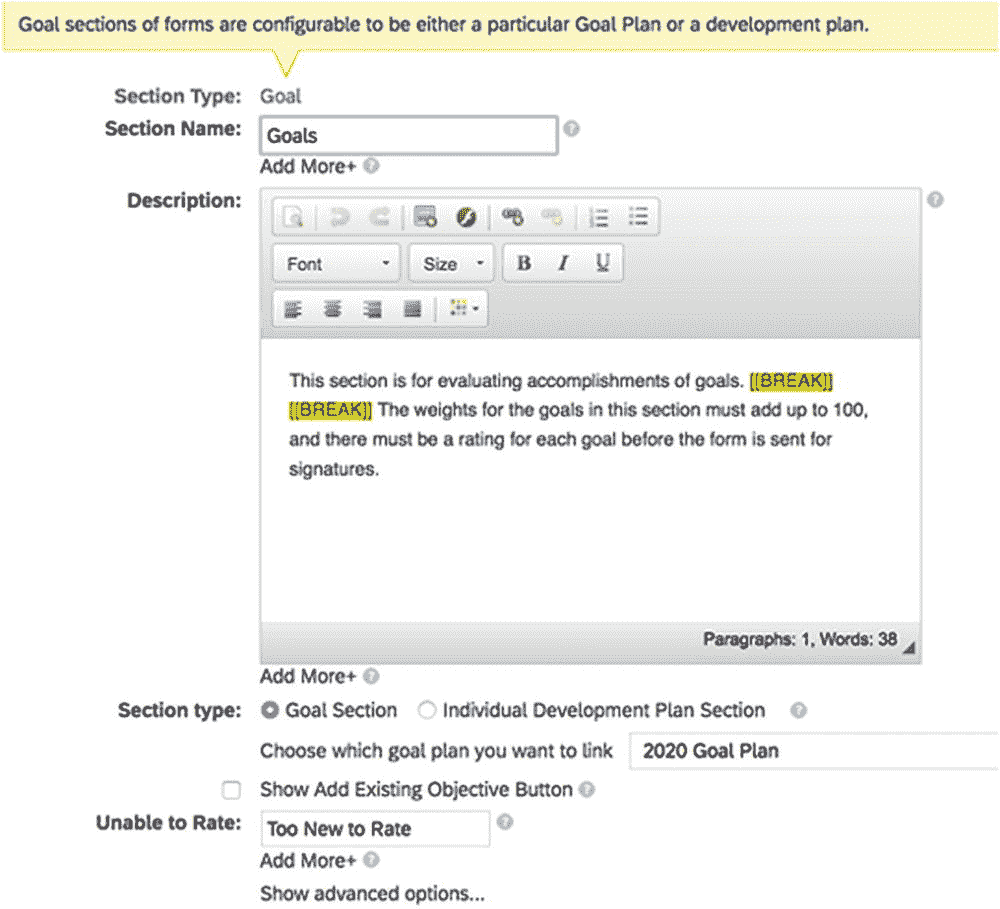 Goal sections of forms are configurable to be either a particular Goal Plan or a development plan.
Section Type: Goal
Section Name: Goals
Add More+
Description:
Font Size B I U
This section is for evaluating accomplishments of goals. [[BREAK]]
[[BREAK]] The weights for the goals in this section must add up to 100,
and there must be a rating for each goal before the form is sent for
signatures.
Paragraphs: 1, Words: 38
Add More+
Section type: Goal Section Individual Development Plan Section
Choose which goal plan you want to link 2020 Goal Plan
Show Add Existing Objective Button
Unable to Rate: Too New to Rate
Add More+
Show advanced options...